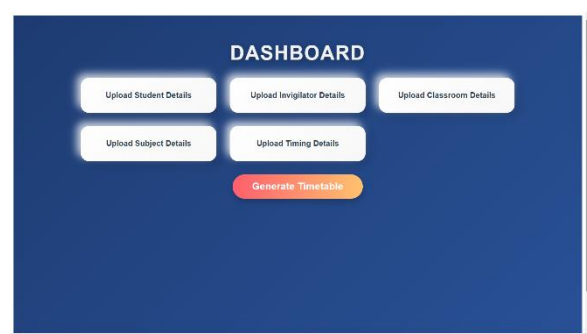 DASHBOARD
Upload Student Details
Upload Invigilator Details
Upload Classroom Details
Upload Subject Details
Upload Timing Details
Generate Timetable